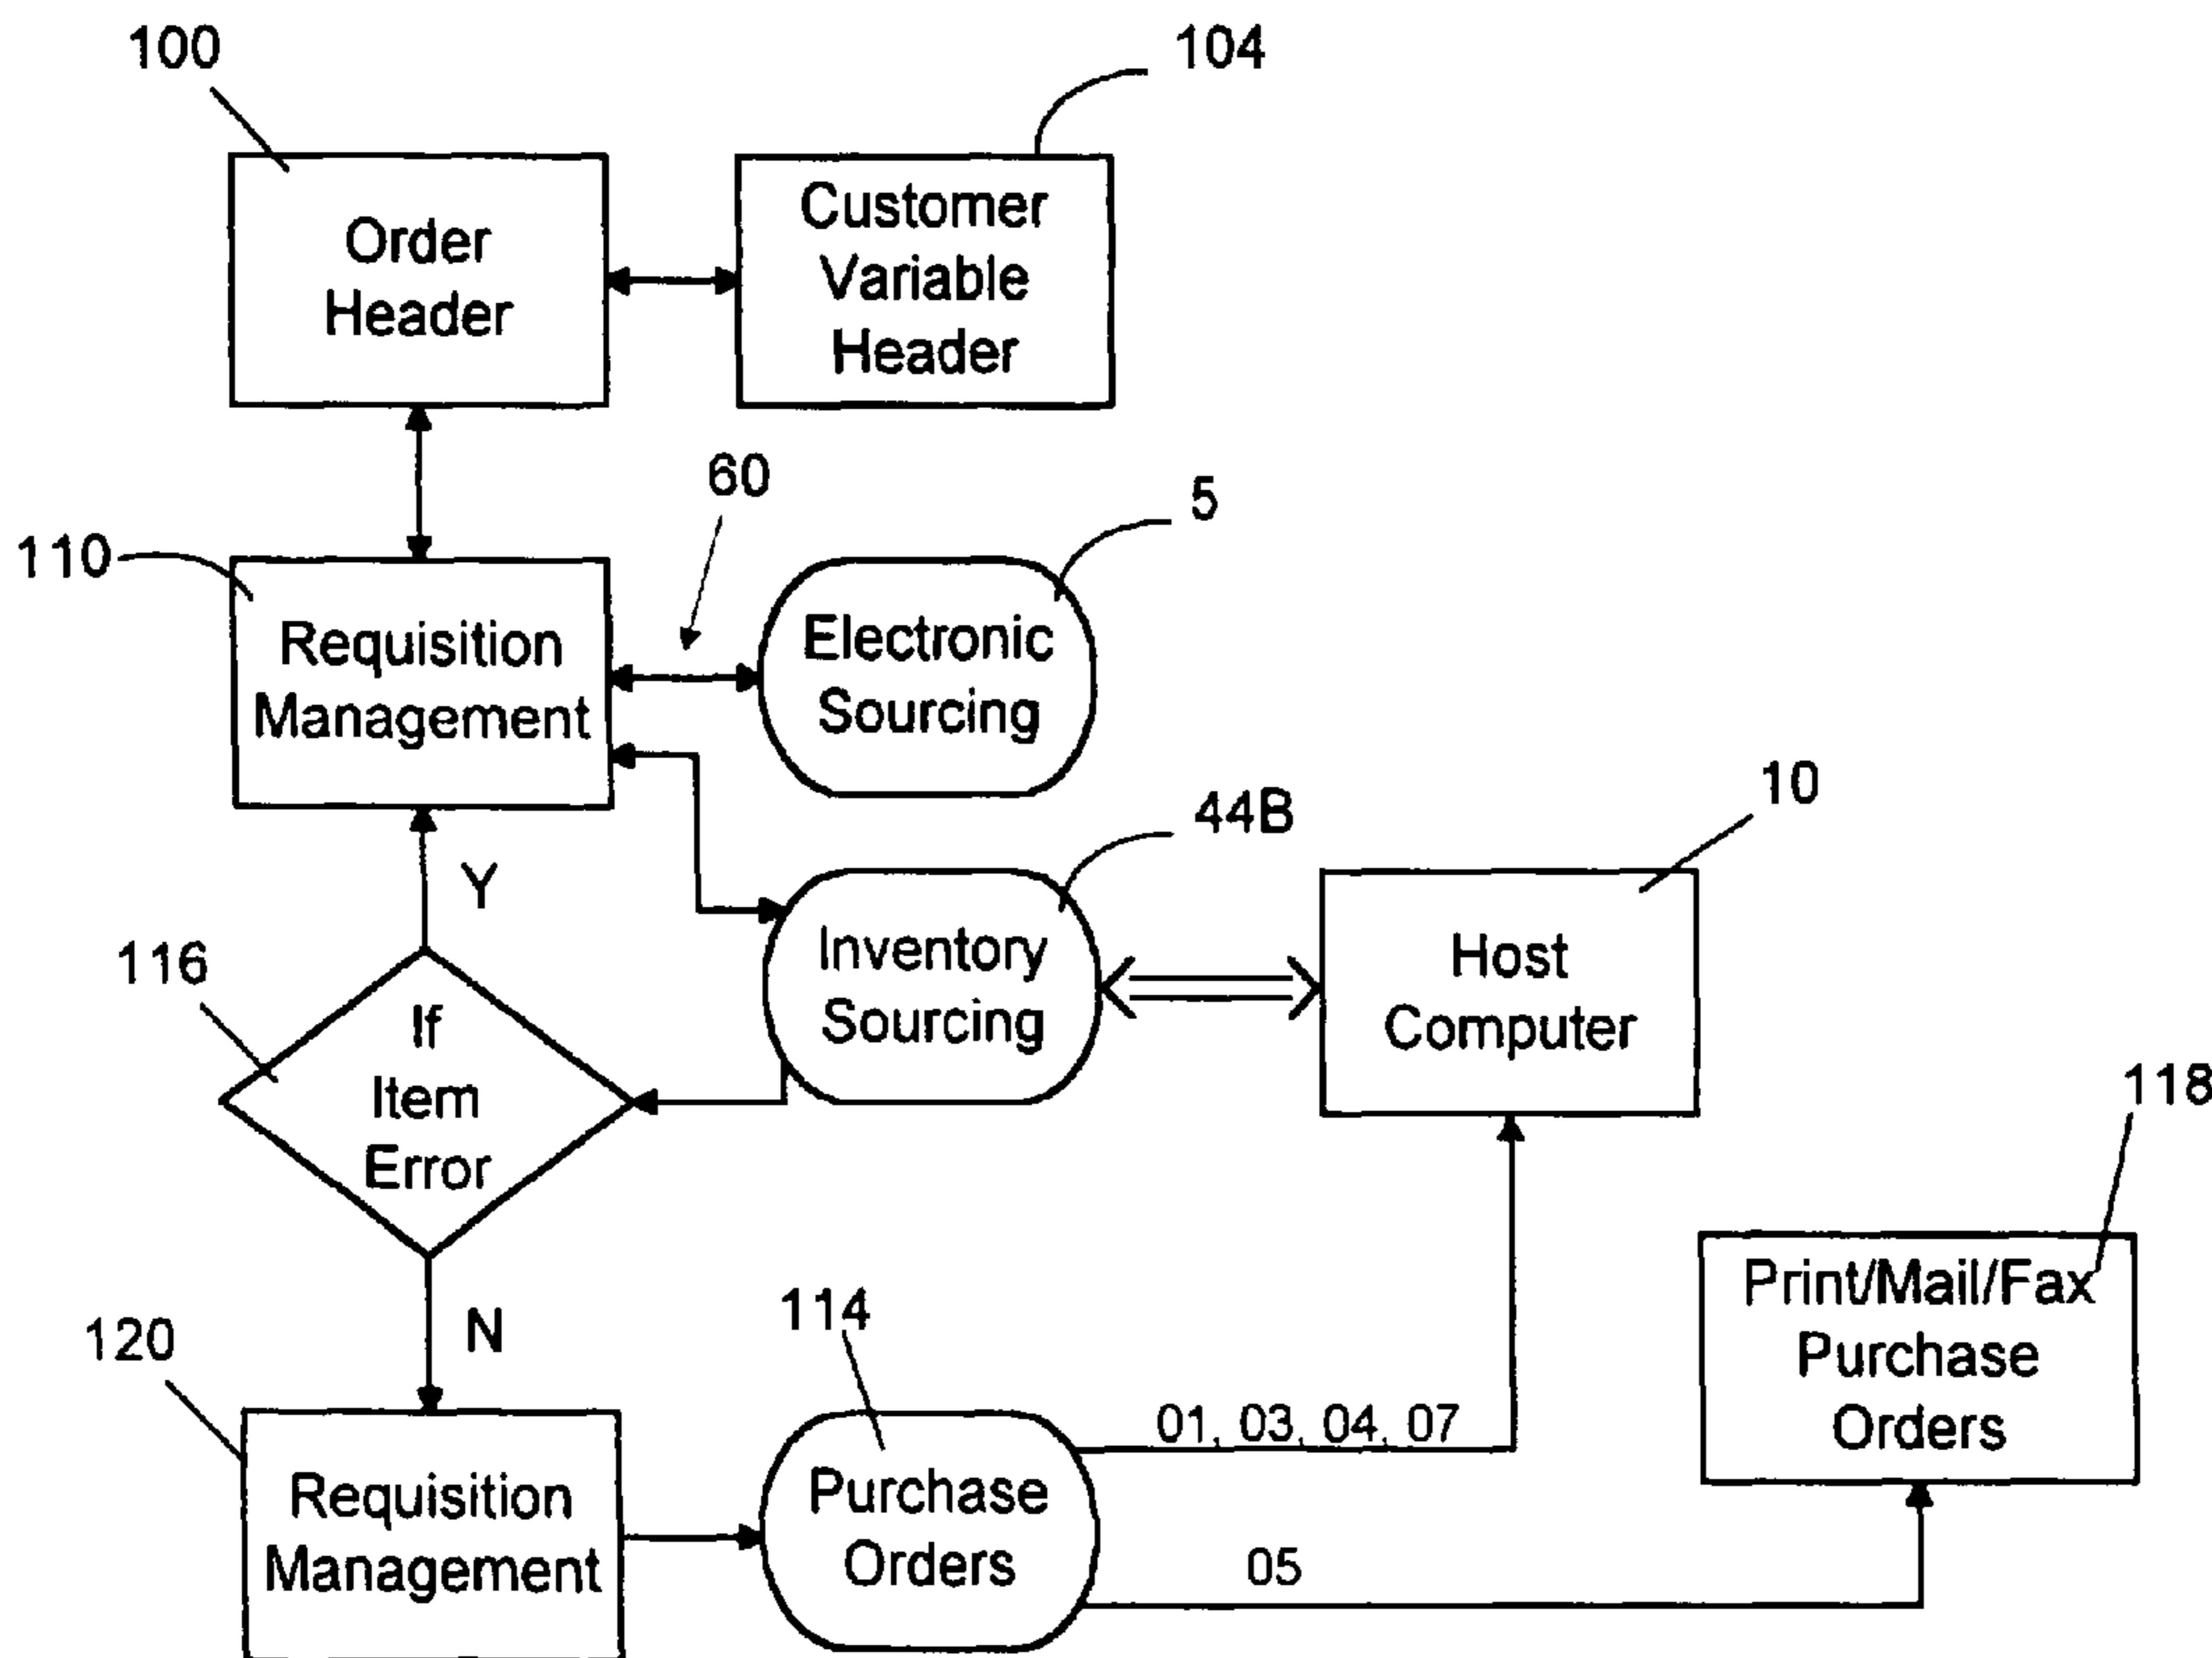 100
104
Order
Header
Customer
Variable
Header
60
5
110
Requisition
Management
Electronic
Sourcing
10
44B
Y
116
Inventory
Sourcing
Host
Computer
If
Item
Error
118
N
114
120
Print/Mail/Fax
Purchase
Orders
01, 03, 04, 07
Requisition
Management
Purchase
Orders
05